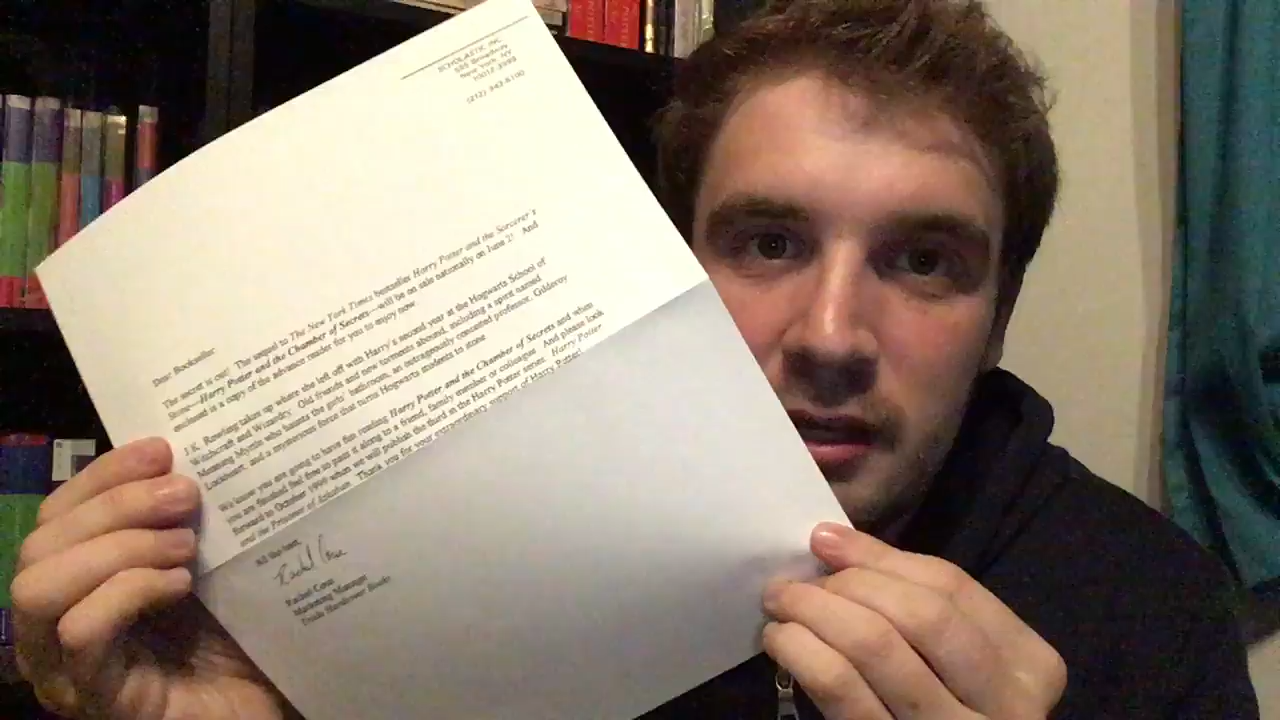 SCHOLASTIC INC.
555 Broadway
New York, NY
10012-3999
(212) 343-6100
Dear Bookseller:
The secret is out! The sequel to The New York Times bestseller Harry Potter and the Sorcerer's
Stone—Harry Potter and the Chamber of Secrets—will be on sale nationally on June 2! And
enclosed is a copy of the advance reader for you to enjoy now.
J.K. Rowling takes up where she left off with Harry's second year at the Hogwarts School of
Witchcraft and Wizardry. Old friends and new torments abound, including a spirit named
Moaning Myrtle who haunts the girls' bathroom, an outrageously conceited professor, Gilderoy
Lockheart, and a mysterious force that turns Hogwarts students to stone.
We know you are going to have fun reading Harry Potter and the Chamber of Secrets and when
you are finished feel free to pass it along to a friend, family member or colleague. And please look
forward to October 1999 when we will publish the third in the Harry Potter series, Harry Potter
and the Prisoner of Azkaban. Thank you for your extraordinary support of Harry Potter!
All the best,
Rachel
Marketing Manager
Trade Hardcover Books